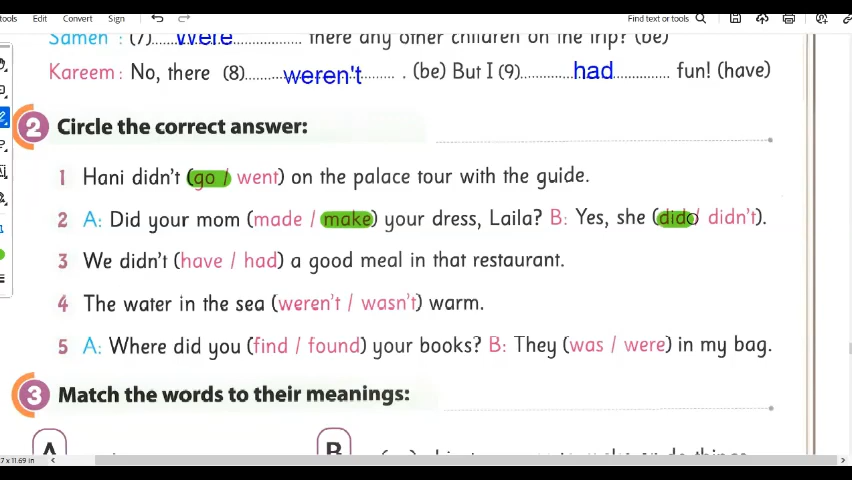 Tools Edit Convert Sign Find text or tools
Samen : (7) were there any other children on the trip? (be)
Kareem : No, there (8) weren't . (be) But I (9) had fun! (have)
2 Circle the correct answer:
1 Hani didn't (go / went) on the palace tour with the guide.
2 A: Did your mom (made / make) your dress, Laila? B: Yes, she (did / didn't).
3 We didn't (have / had) a good meal in that restaurant.
4 The water in the sea (weren't / wasn't) warm.
5 A: Where did you (find / found) your books? B: They (was / were) in my bag.
3 Match the words to their meanings:
A B
7 x 11.69 in